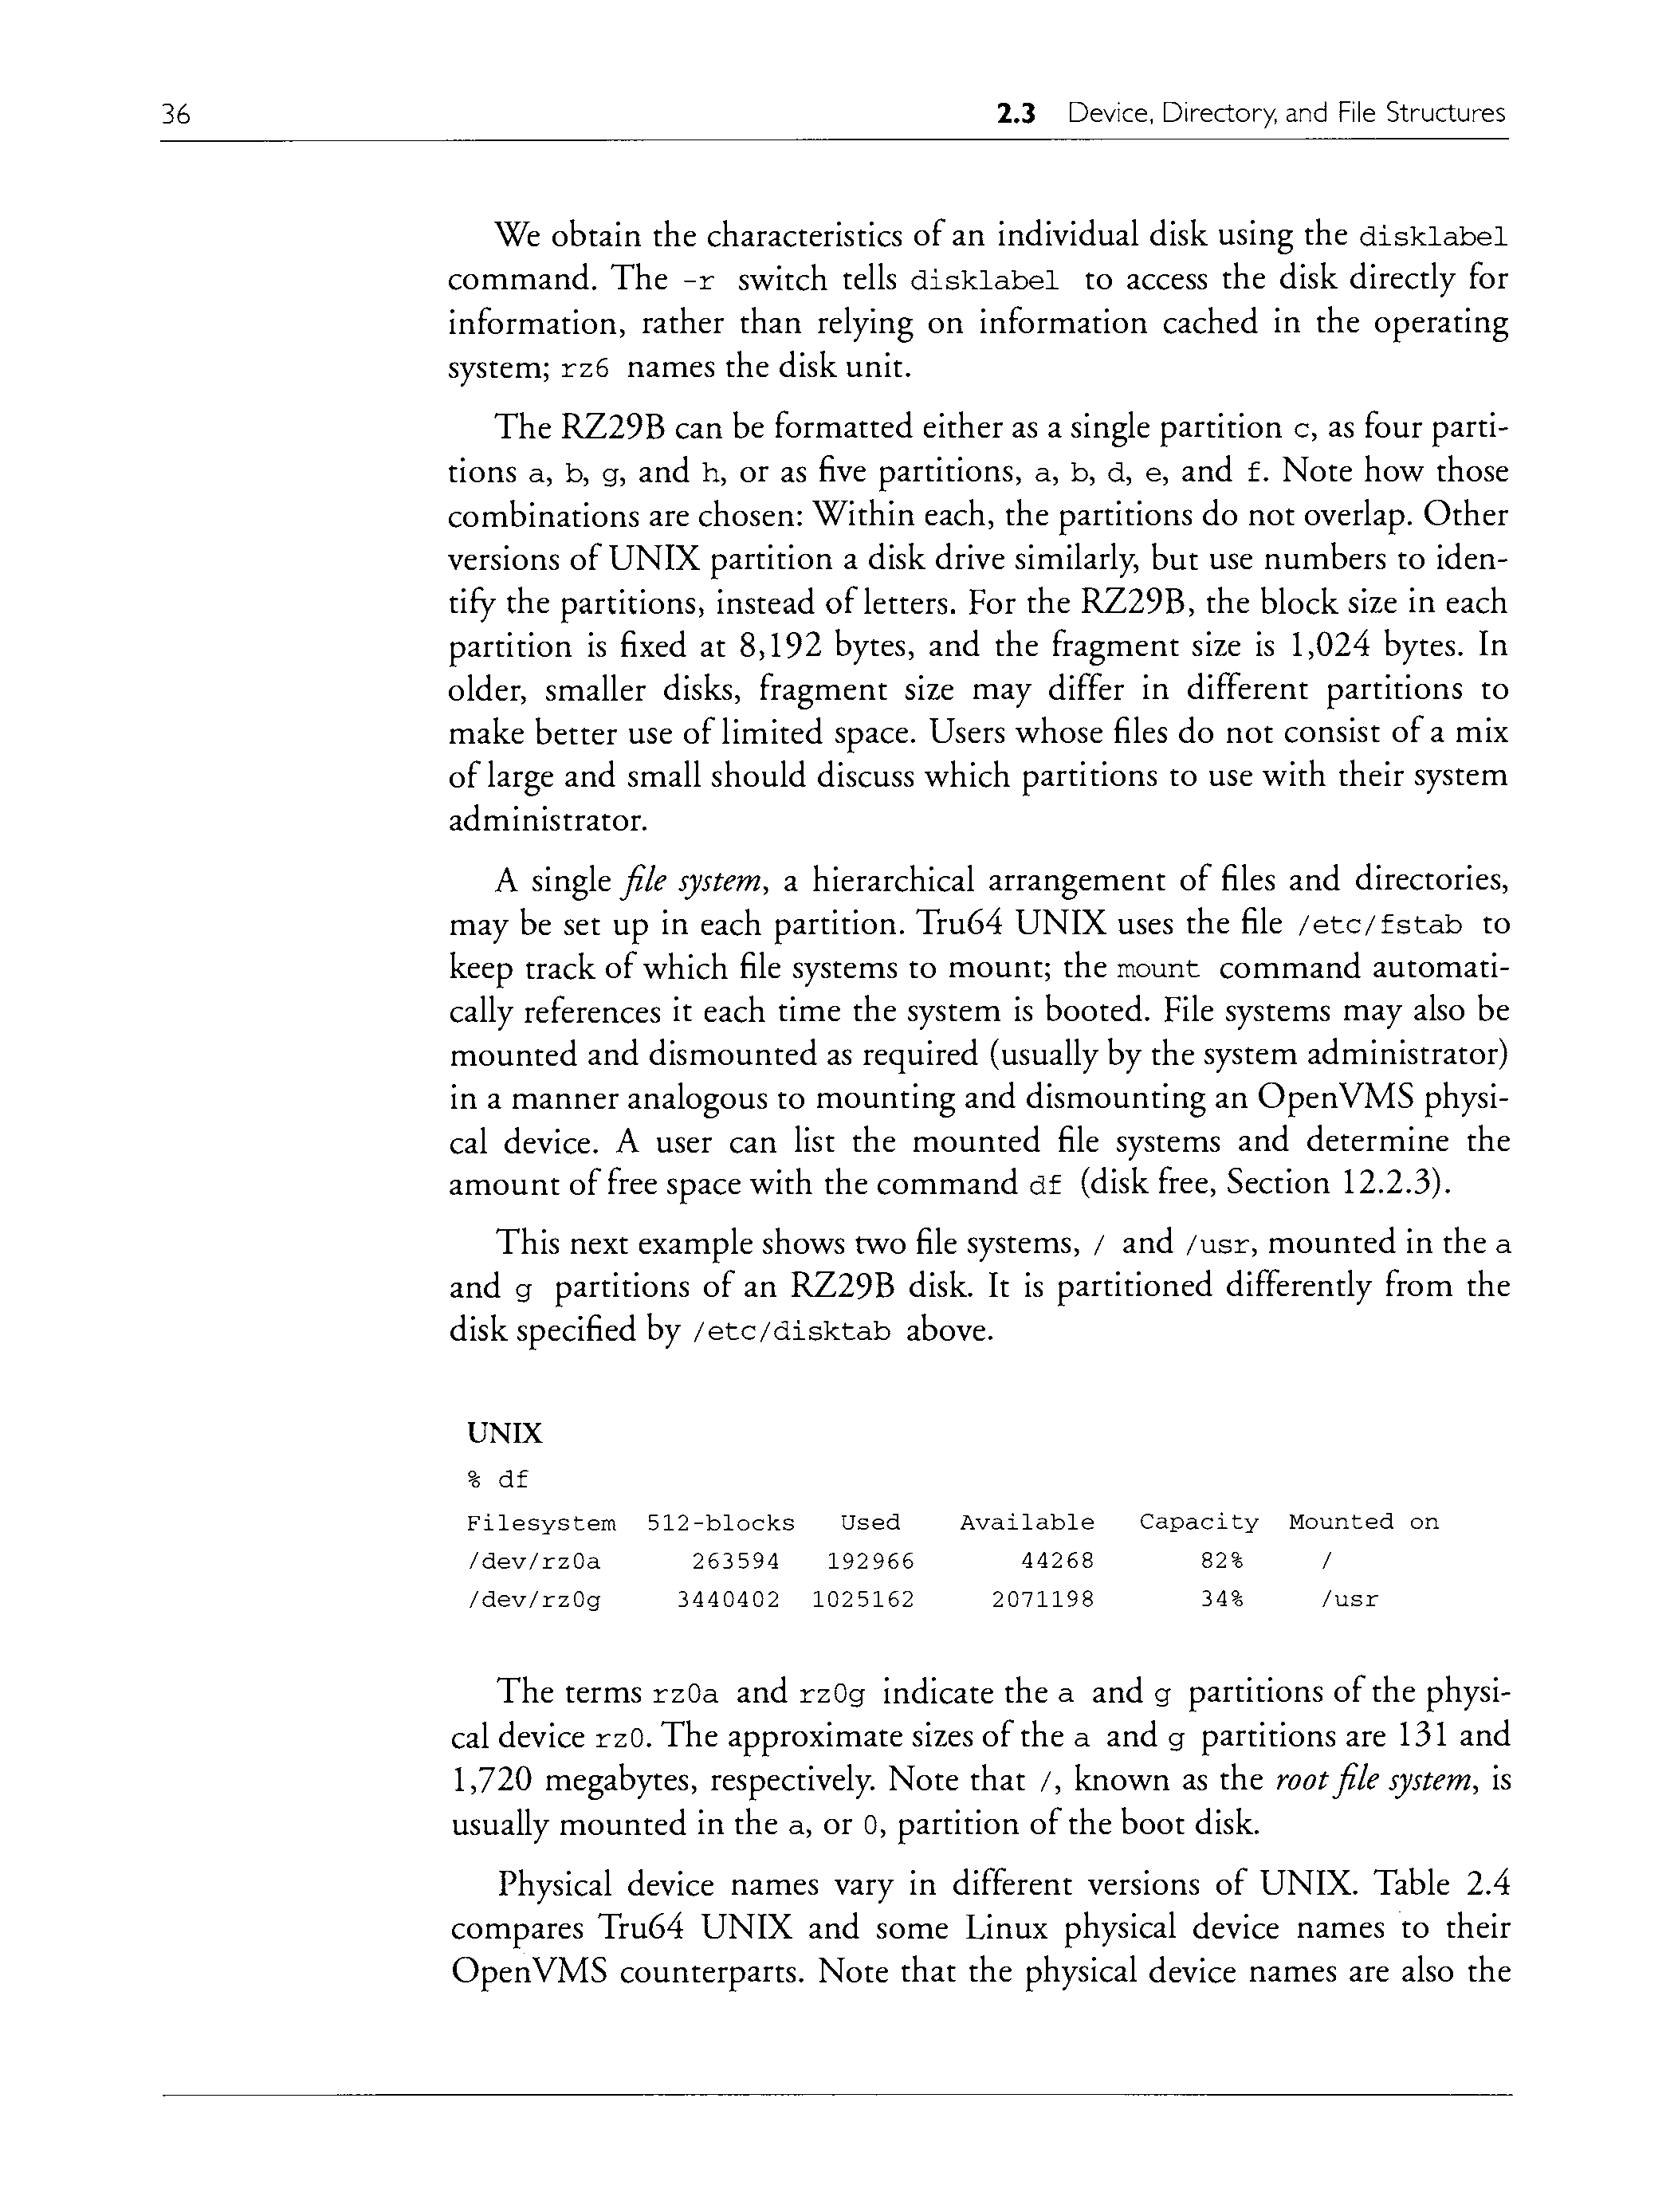 36
2.3 Device, Directory, and File Structures
We obtain the characteristics of an individual disk using the disklabel
command. The -r switch tells disklabel to access the disk directly for
information, rather than relying on information cached in the operating
system; rz6 names the disk unit.
The RZ29B can be formatted either as a single partition c, as four parti-
tions a, b, g, and h, or as five partitions, a, b, d, e, and f. Note how those
combinations are chosen: Within each, the partitions do not overlap. Other
versions of UNIX partition a disk drive similarly, but use numbers to iden-
tify the partitions, instead of letters. For the RZ29B, the block size in each
partition is fixed at 8,192 bytes, and the fragment size is 1,024 bytes. In
older, smaller disks, fragment size may differ in different partitions to
make better use of limited space. Users whose files do not consist of a mix
of large and small should discuss which partitions to use with their system
administrator.
A single file system, a hierarchical arrangement of files and directories,
may be set up in each partition. Tru64 UNIX uses the file /etc/fstab to
keep track of which file systems to mount; the mount command automati-
cally references it each time the system is booted. File systems may also be
mounted and dismounted as required (usually by the system administrator)
in a manner analogous to mounting and dismounting an OpenVMS physi-
cal device. A user can list the mounted file systems and determine the
amount of free space with the command df (disk free, Section 12.2.3).
This next example shows two file systems, / and /usr, mounted in the a
and g partitions of an RZ29B disk. It is partitioned differently from the
disk specified by /etc/disktab above.
UNIX
% df
Filesystem 512-blocks Used Available Capacity Mounted on
/dev/rz0a 263594 192966 44268 82% /
/dev/rz0g 3440402 1025162 2071198 34% /usr
The terms rz0a and rz0g indicate the a and g partitions of the physi-
cal device rz0. The approximate sizes of the a and g partitions are 131 and
1,720 megabytes, respectively. Note that /, known as the root file system, is
usually mounted in the a, or 0, partition of the boot disk.
Physical device names vary in different versions of UNIX. Table 2.4
compares Tru64 UNIX and some Linux physical device names to their
OpenVMS counterparts. Note that the physical device names are also the